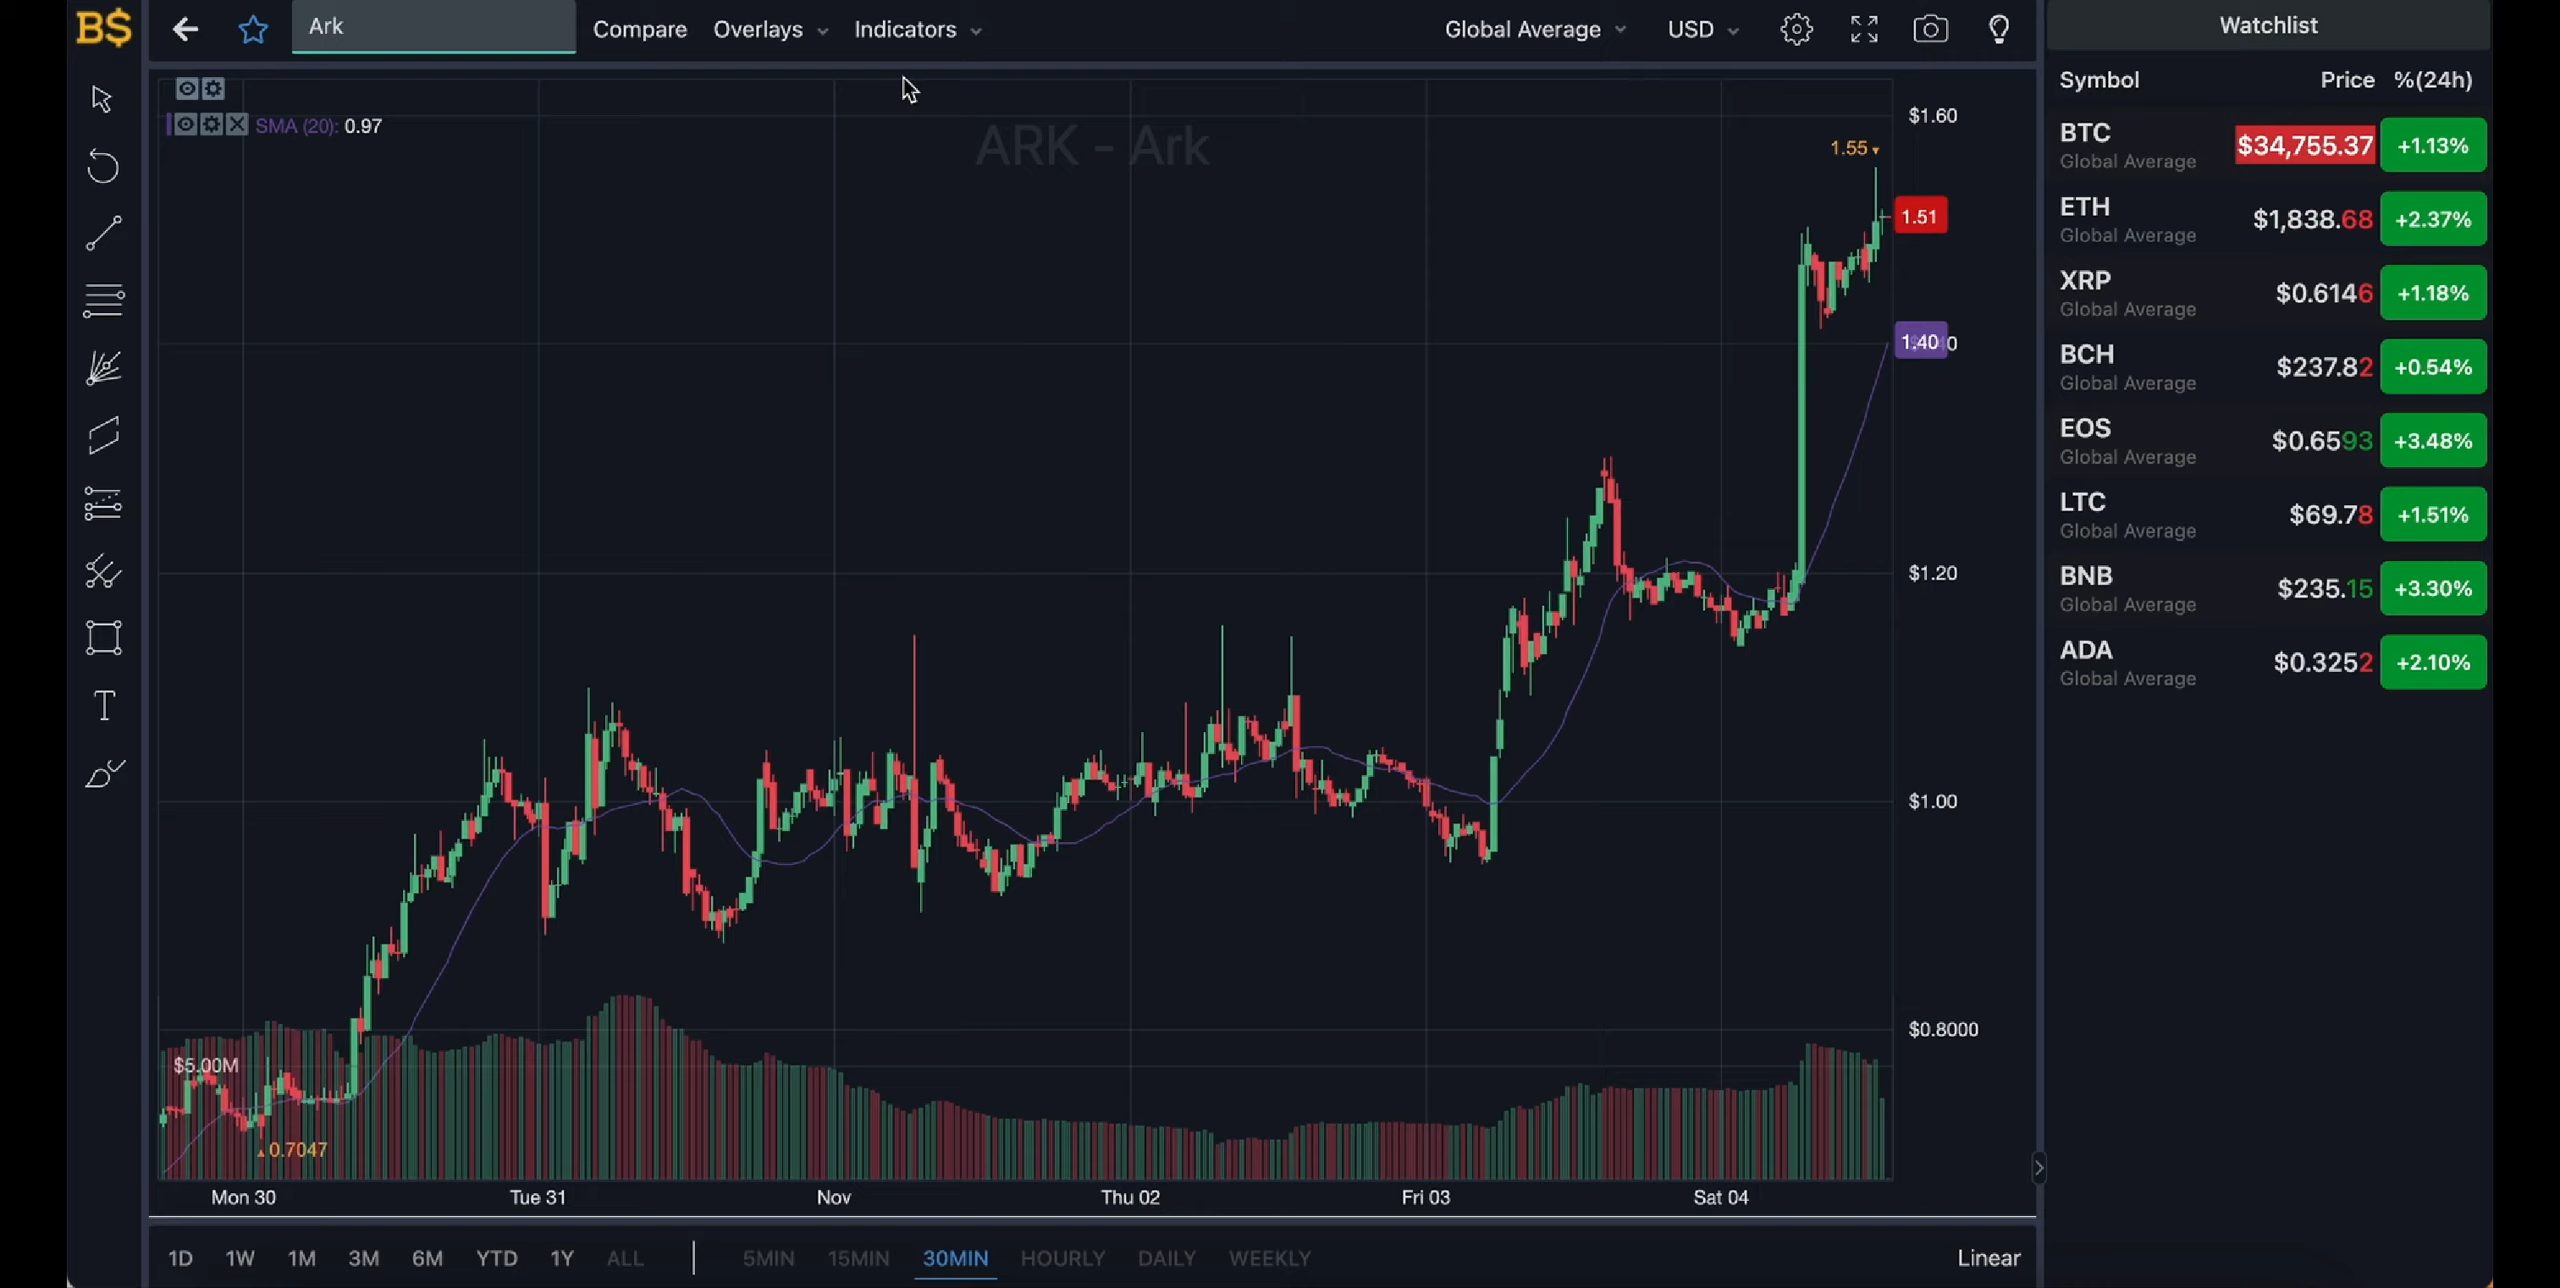 B$
Ark
Compare
Overlays
Indicators
Global Average
USD
SMA (20): 0.97
ARK - Ark
1.55
$1.60
1.51
1.40
$1.20
$1.00
$0.8000
$5.00M
0.7047
Mon 30
Tue 31
Nov
Thu 02
Fri 03
Sat 04
1D 1W 1M 3M 6M YTD 1Y ALL
5MIN 15MIN 30MIN HOURLY DAILY WEEKLY
Linear
Watchlist
Symbol Price %(24h)
BTC $34,755.37 +1.13%
Global Average
ETH $1,838.68 +2.37%
Global Average
XRP $0.6146 +1.18%
Global Average
BCH $237.82 +0.54%
Global Average
EOS $0.6593 +3.48%
Global Average
LTC $69.78 +1.51%
Global Average
BNB $235.15 +3.30%
Global Average
ADA $0.3252 +2.10%
Global Average